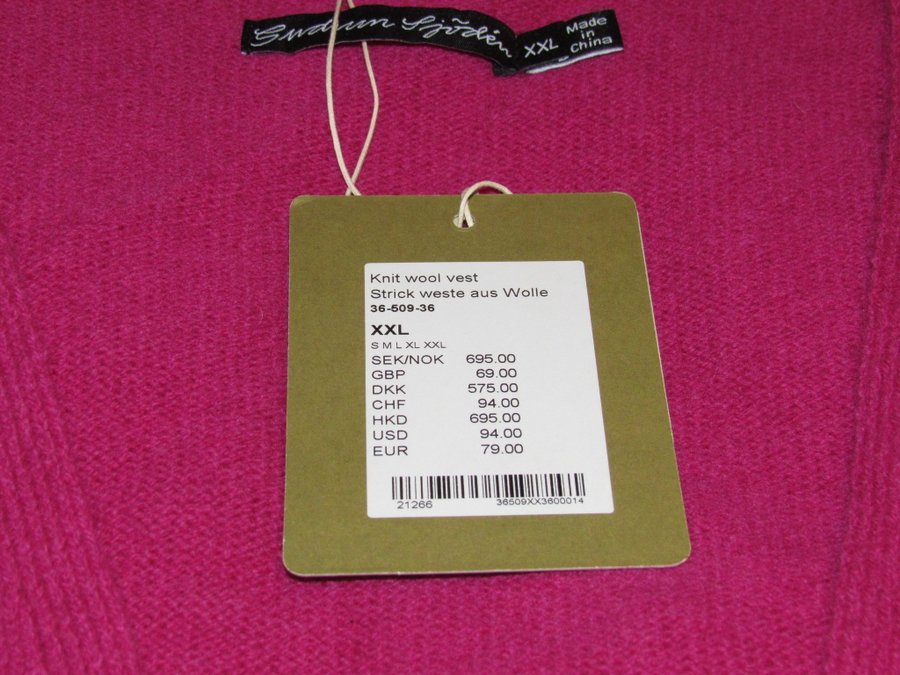 Gudrun Sjödén
XXL
Made
in
China
Knit wool vest
Strick weste aus Wolle
36-509-36
XXL
S M L XL XXL
SEK/NOK 695.00
GBP 69.00
DKK 575.00
CHF 94.00
HKD 695.00
USD 94.00
EUR 79.00
21266 36509XX3600014